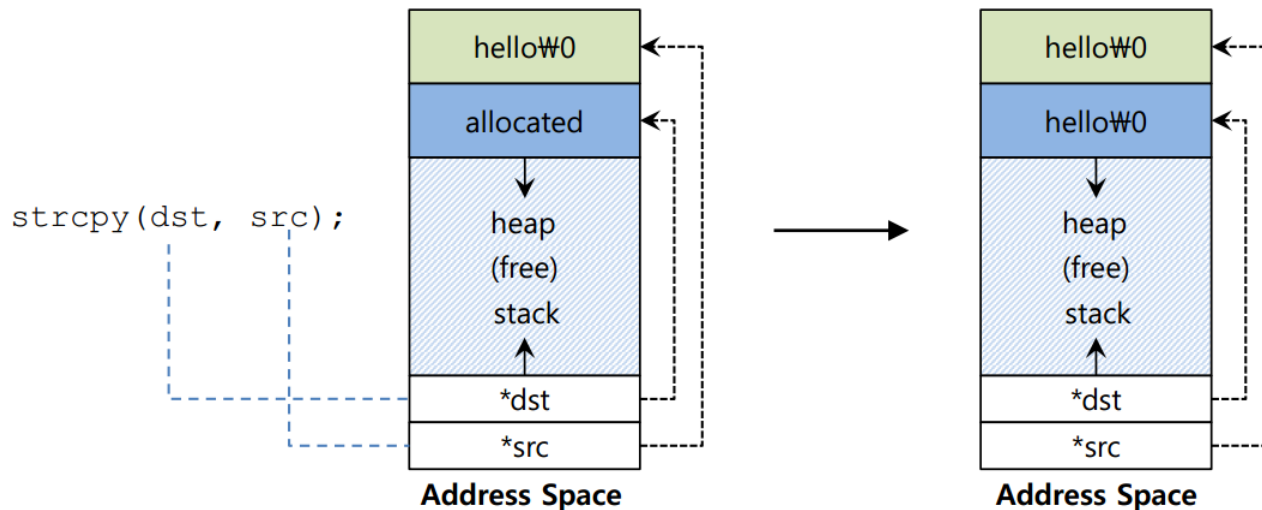 hello₩0
allocated
strcpy(dst, src);
heap
(free)
stack
*dst
*src
Address Space
hello₩0
hello₩0
heap
(free)
stack
*dst
*src
Address Space